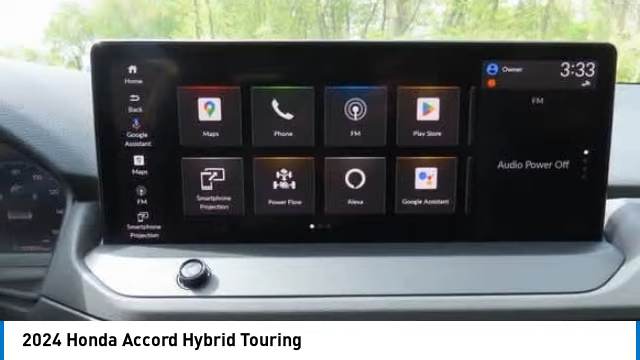 Home
Back
Google
Assistant
Maps
FM
Smartphone
Projection
Maps
Phone
FM
Play Store
Smartphone
Projection
Power Flow
Alexa
Google Assistant
Owner
3:33
FM
Audio Power Off
2024 Honda Accord Hybrid Touring